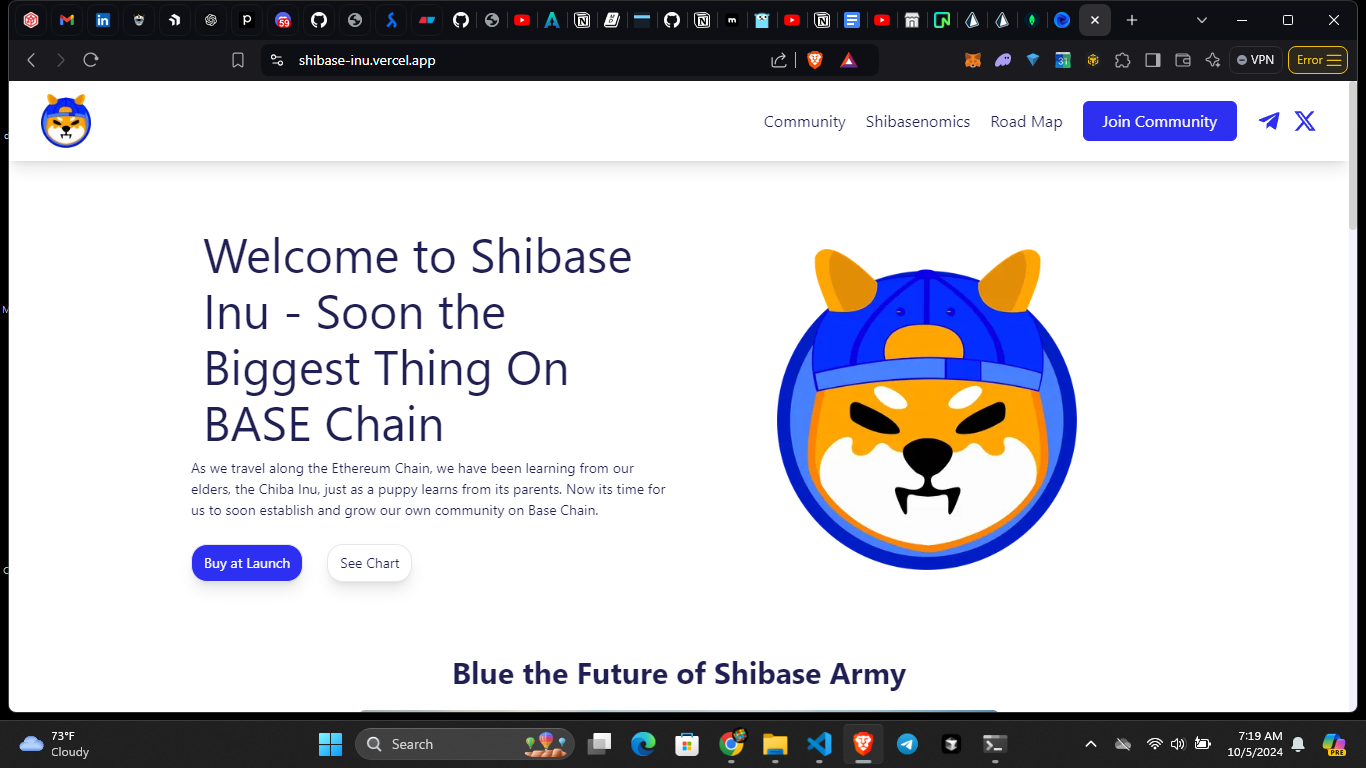 59
31
shibase-inu.vercel.app
VPN
Error
Community
Shibasenomics
Road Map
Join Community
Welcome to Shibase
Inu - Soon the
Biggest Thing On
BASE Chain
As we travel along the Ethereum Chain, we have been learning from our
elders, the Chiba Inu, just as a puppy learns from its parents. Now its time for
us to soon establish and grow our own community on Base Chain.
Buy at Launch
See Chart
Blue the Future of Shibase Army
73°F
Cloudy
Search
7:19 AM
10/5/2024
PRE